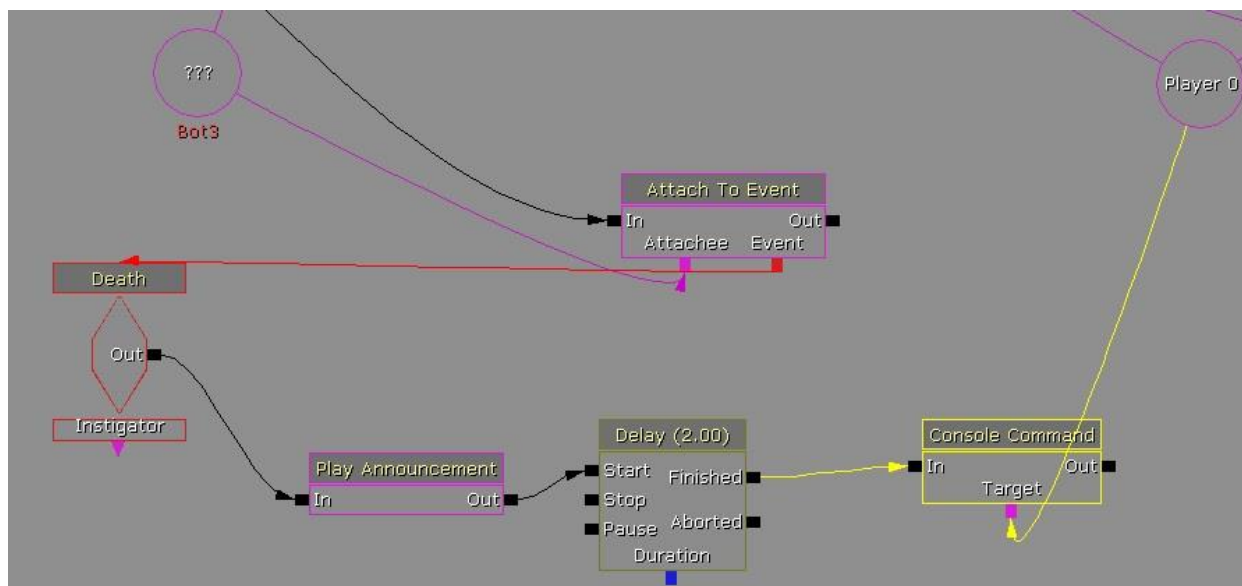 ???
Bot3
Player 0
Attach To Event
In Out
Attachee Event
Death
Out
Instigator
Play Announcement
In Out
Delay (2.00)
Start Finished
Stop
Pause Aborted
Duration
Console Command
In Out
Target